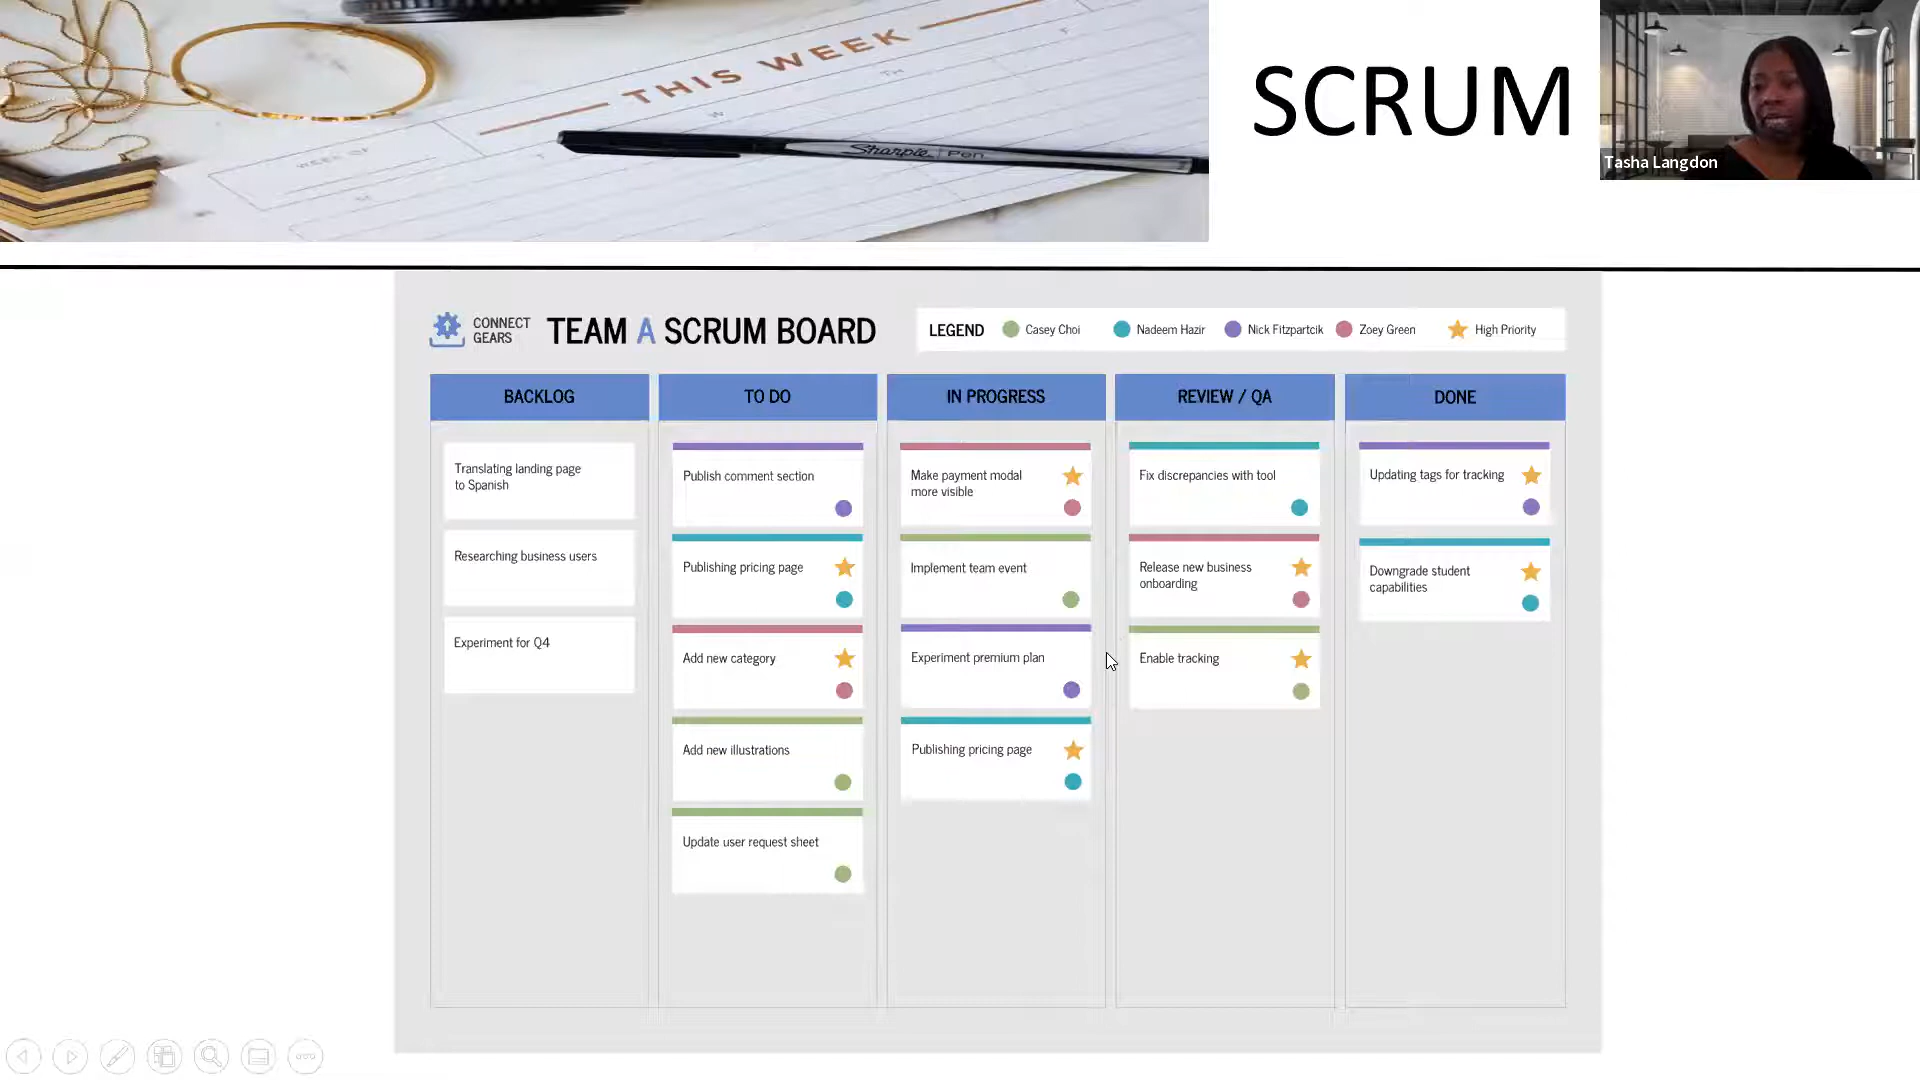 THIS WEEK
WEEK OF
T
W
TH
F
M
Sharpie | Pen
SCRUM
Tasha Langdon
CONNECT
GEARS
TEAM A SCRUM BOARD
LEGEND
Casey Choi
Nadeem Hazir
Nick Fitzpartcik
Zoey Green
High Priority
BACKLOG
Translating landing page
to Spanish
Researching business users
Experiment for Q4
TO DO
Publish comment section
Publishing pricing page
Add new category
Add new illustrations
Update user request sheet
IN PROGRESS
Make payment modal
more visible
Implement team event
Experiment premium plan
Publishing pricing page
REVIEW / QA
Fix discrepancies with tool
Release new business
onboarding
Enable tracking
DONE
Updating tags for tracking
Downgrade student
capabilities